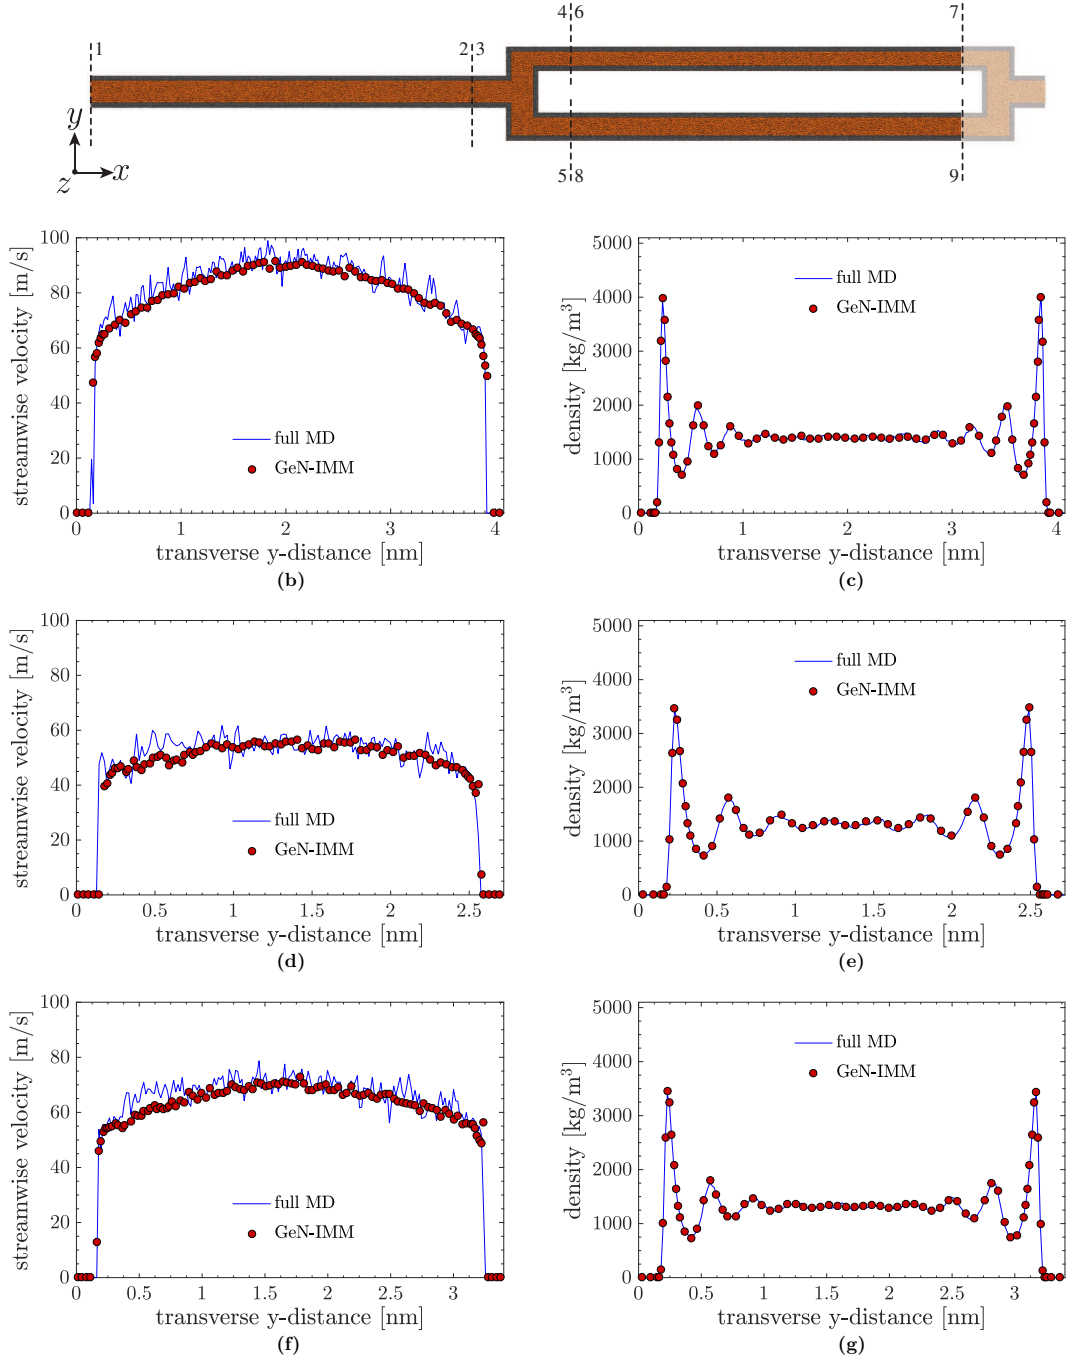 1 2 3 4 6 7
5 8 9
y
z x
streamwise velocity [m/s]
100
80
60
40
20
0
full MD
GeN-IMM
0 1 2 3 4
transverse y-distance [nm]
(b)
density [kg/m³]
5000
4000
3000
2000
1000
0
full MD
GeN-IMM
0 1 2 3 4
transverse y-distance [nm]
(c)
streamwise velocity [m/s]
100
80
60
40
20
0
full MD
GeN-IMM
0 0.5 1 1.5 2 2.5
transverse y-distance [nm]
(d)
density [kg/m³]
5000
4000
3000
2000
1000
0
full MD
GeN-IMM
0 0.5 1 1.5 2 2.5
transverse y-distance [nm]
(e)
streamwise velocity [m/s]
100
80
60
40
20
0
full MD
GeN-IMM
0 0.5 1 1.5 2 2.5 3
transverse y-distance [nm]
(f)
density [kg/m³]
5000
4000
3000
2000
1000
0
full MD
GeN-IMM
0 0.5 1 1.5 2 2.5 3
transverse y-distance [nm]
(g)